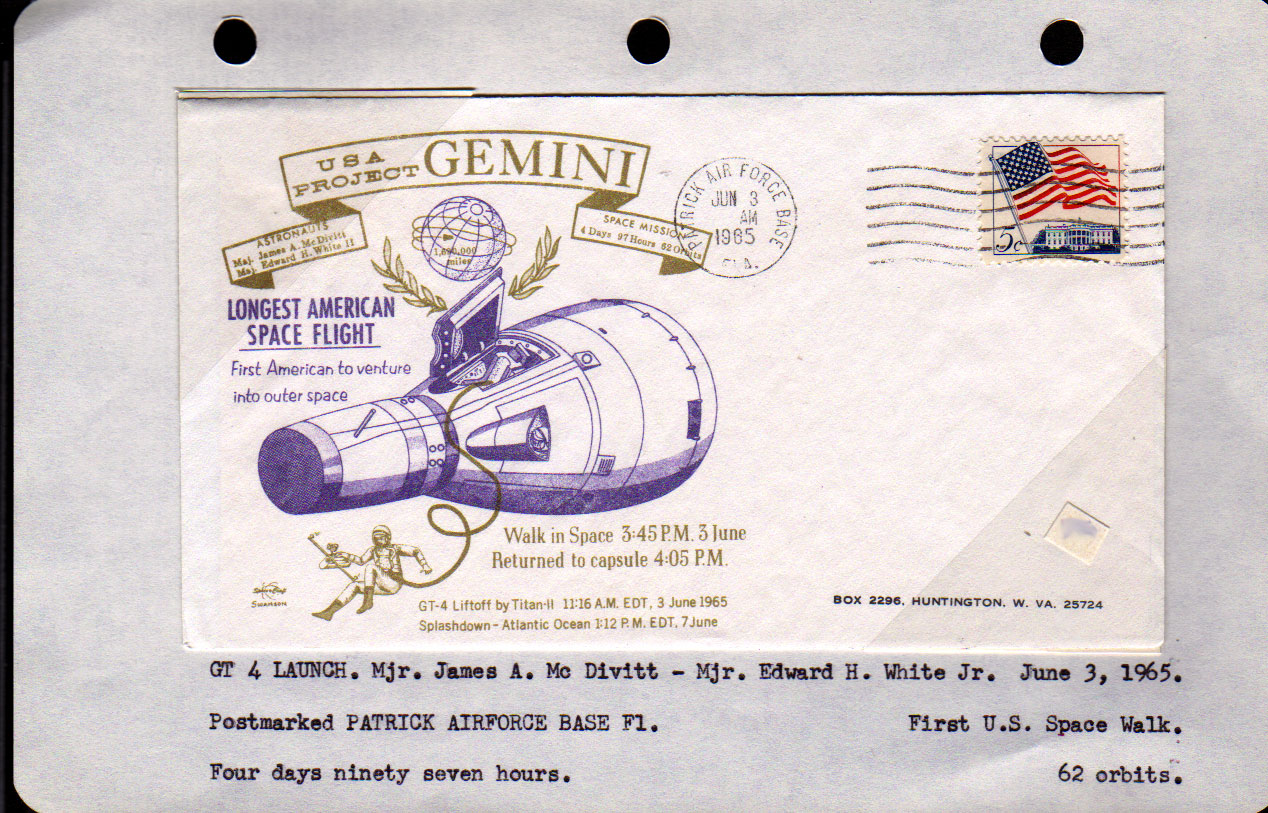 USA
PROJECT GEMINI
ASTRONAUTS
Maj. James A. McDivitt
Maj. Edward H. White II
1,600,000
miles
SPACE MISSION
4 Days 97 Hours 62 Orbits
PATRICK AIR FORCE BASE
JUN 3
AM
1965
FLA.
5c
LONGEST AMERICAN
SPACE FLIGHT
First American to venture
into outer space
Walk in Space 3:45 P.M. 3 June
Returned to capsule 4:05 P.M.
SWANSON
GT-4 Liftoff by Titan-II 11:16 A.M. EDT, 3 June 1965
Splashdown - Atlantic Ocean 1:12 P.M. EDT, 7 June
BOX 2296, HUNTINGTON, W. VA. 25724
GT 4 LAUNCH. Mjr. James A. Mc Divitt - Mjr. Edward H. White Jr. June 3, 1965.
Postmarked PATRICK AIRFORCE BASE Fl. First U.S. Space Walk.
Four days ninety seven hours. 62 orbits.